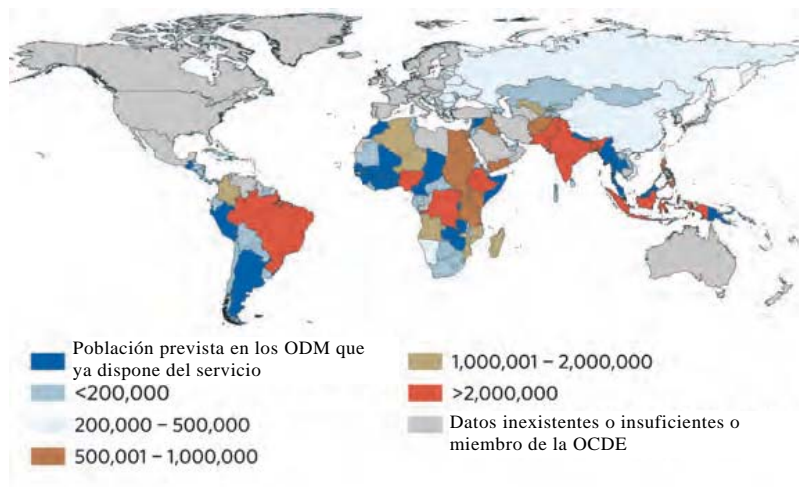 Población prevista en los ODM que
ya dispone del servicio
<200,000
200,000 – 500,000
500,001 – 1,000,000
1,000,001 – 2,000,000
>2,000,000
Datos inexistentes o insuficientes o
miembro de la OCDE